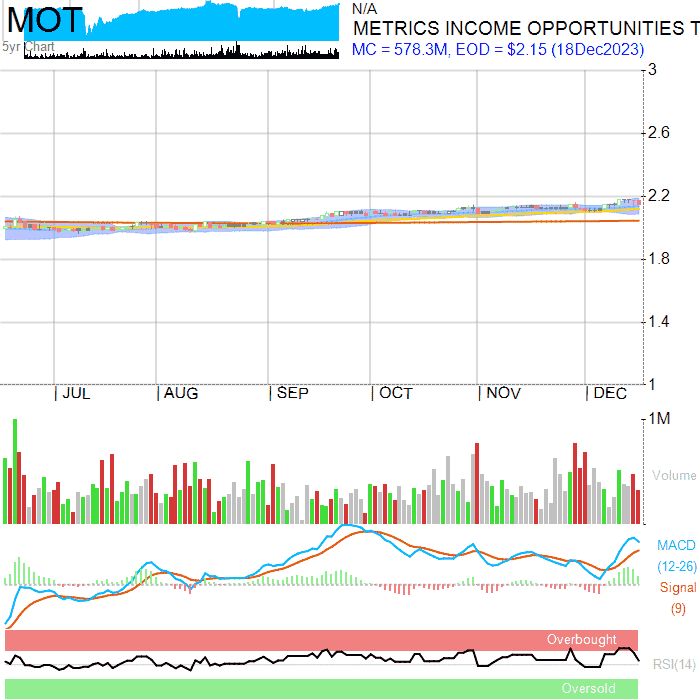 MOT
N/A
METRICS INCOME OPPORTUNITIES T
5yr Chart
MC = 578.3M, EOD = $2.15 (18Dec2023)
3
2.6
2.2
1.8
1.4
1
JUL AUG SEP OCT NOV DEC
1M
Volume
MACD
(12-26)
Signal
(9)
Overbought
RSI(14)
Oversold